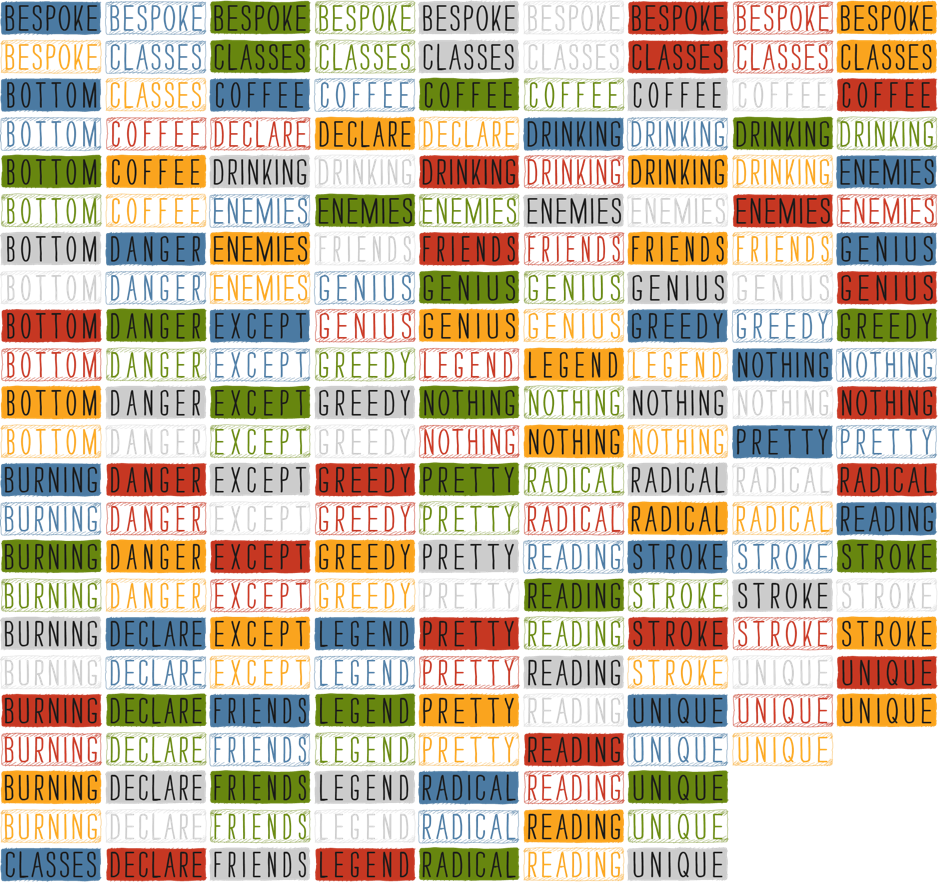 BESPOKE BESPOKE BESPOKE BESPOKE BESPOKE BESPOKE BESPOKE BESPOKE BESPOKE
BESPOKE CLASSES CLASSES CLASSES CLASSES CLASSES CLASSES CLASSES CLASSES
BOTTOM CLASSES COFFEE COFFEE COFFEE COFFEE COFFEE COFFEE COFFEE
BOTTOM COFFEE DECLARE DECLARE DECLARE DRINKING DRINKING DRINKING DRINKING
BOTTOM COFFEE DRINKING DRINKING DRINKING DRINKING DRINKING DRINKING ENEMIES
BOTTOM COFFEE ENEMIES ENEMIES ENEMIES ENEMIES ENEMIES ENEMIES ENEMIES
BOTTOM DANGER ENEMIES FRIENDS FRIENDS FRIENDS FRIENDS FRIENDS GENIUS
BOTTOM DANGER ENEMIES GENIUS GENIUS GENIUS GENIUS GENIUS GENIUS
BOTTOM DANGER EXCEPT GENIUS GENIUS GENIUS GREEDY GREEDY GREEDY
BOTTOM DANGER EXCEPT GREEDY LEGEND LEGEND LEGEND NOTHING NOTHING
BOTTOM DANGER EXCEPT GREEDY NOTHING NOTHING NOTHING NOTHING NOTHING
BOTTOM DANGER EXCEPT GREEDY NOTHING NOTHING NOTHING PRETTY PRETTY
BURNING DANGER EXCEPT GREEDY PRETTY RADICAL RADICAL RADICAL RADICAL
BURNING DANGER EXCEPT GREEDY PRETTY RADICAL RADICAL RADICAL READING
BURNING DANGER EXCEPT GREEDY PRETTY READING STROKE STROKE STROKE
BURNING DANGER EXCEPT GREEDY PRETTY READING STROKE STROKE STROKE
BURNING DECLARE EXCEPT LEGEND PRETTY READING STROKE STROKE STROKE
BURNING DECLARE EXCEPT LEGEND PRETTY READING STROKE UNIQUE UNIQUE
BURNING DECLARE FRIENDS LEGEND PRETTY READING UNIQUE UNIQUE UNIQUE
BURNING DECLARE FRIENDS LEGEND PRETTY READING UNIQUE UNIQUE
BURNING DECLARE FRIENDS LEGEND RADICAL READING UNIQUE
BURNING DECLARE FRIENDS LEGEND RADICAL READING UNIQUE
CLASSES DECLARE FRIENDS LEGEND RADICAL READING UNIQUE